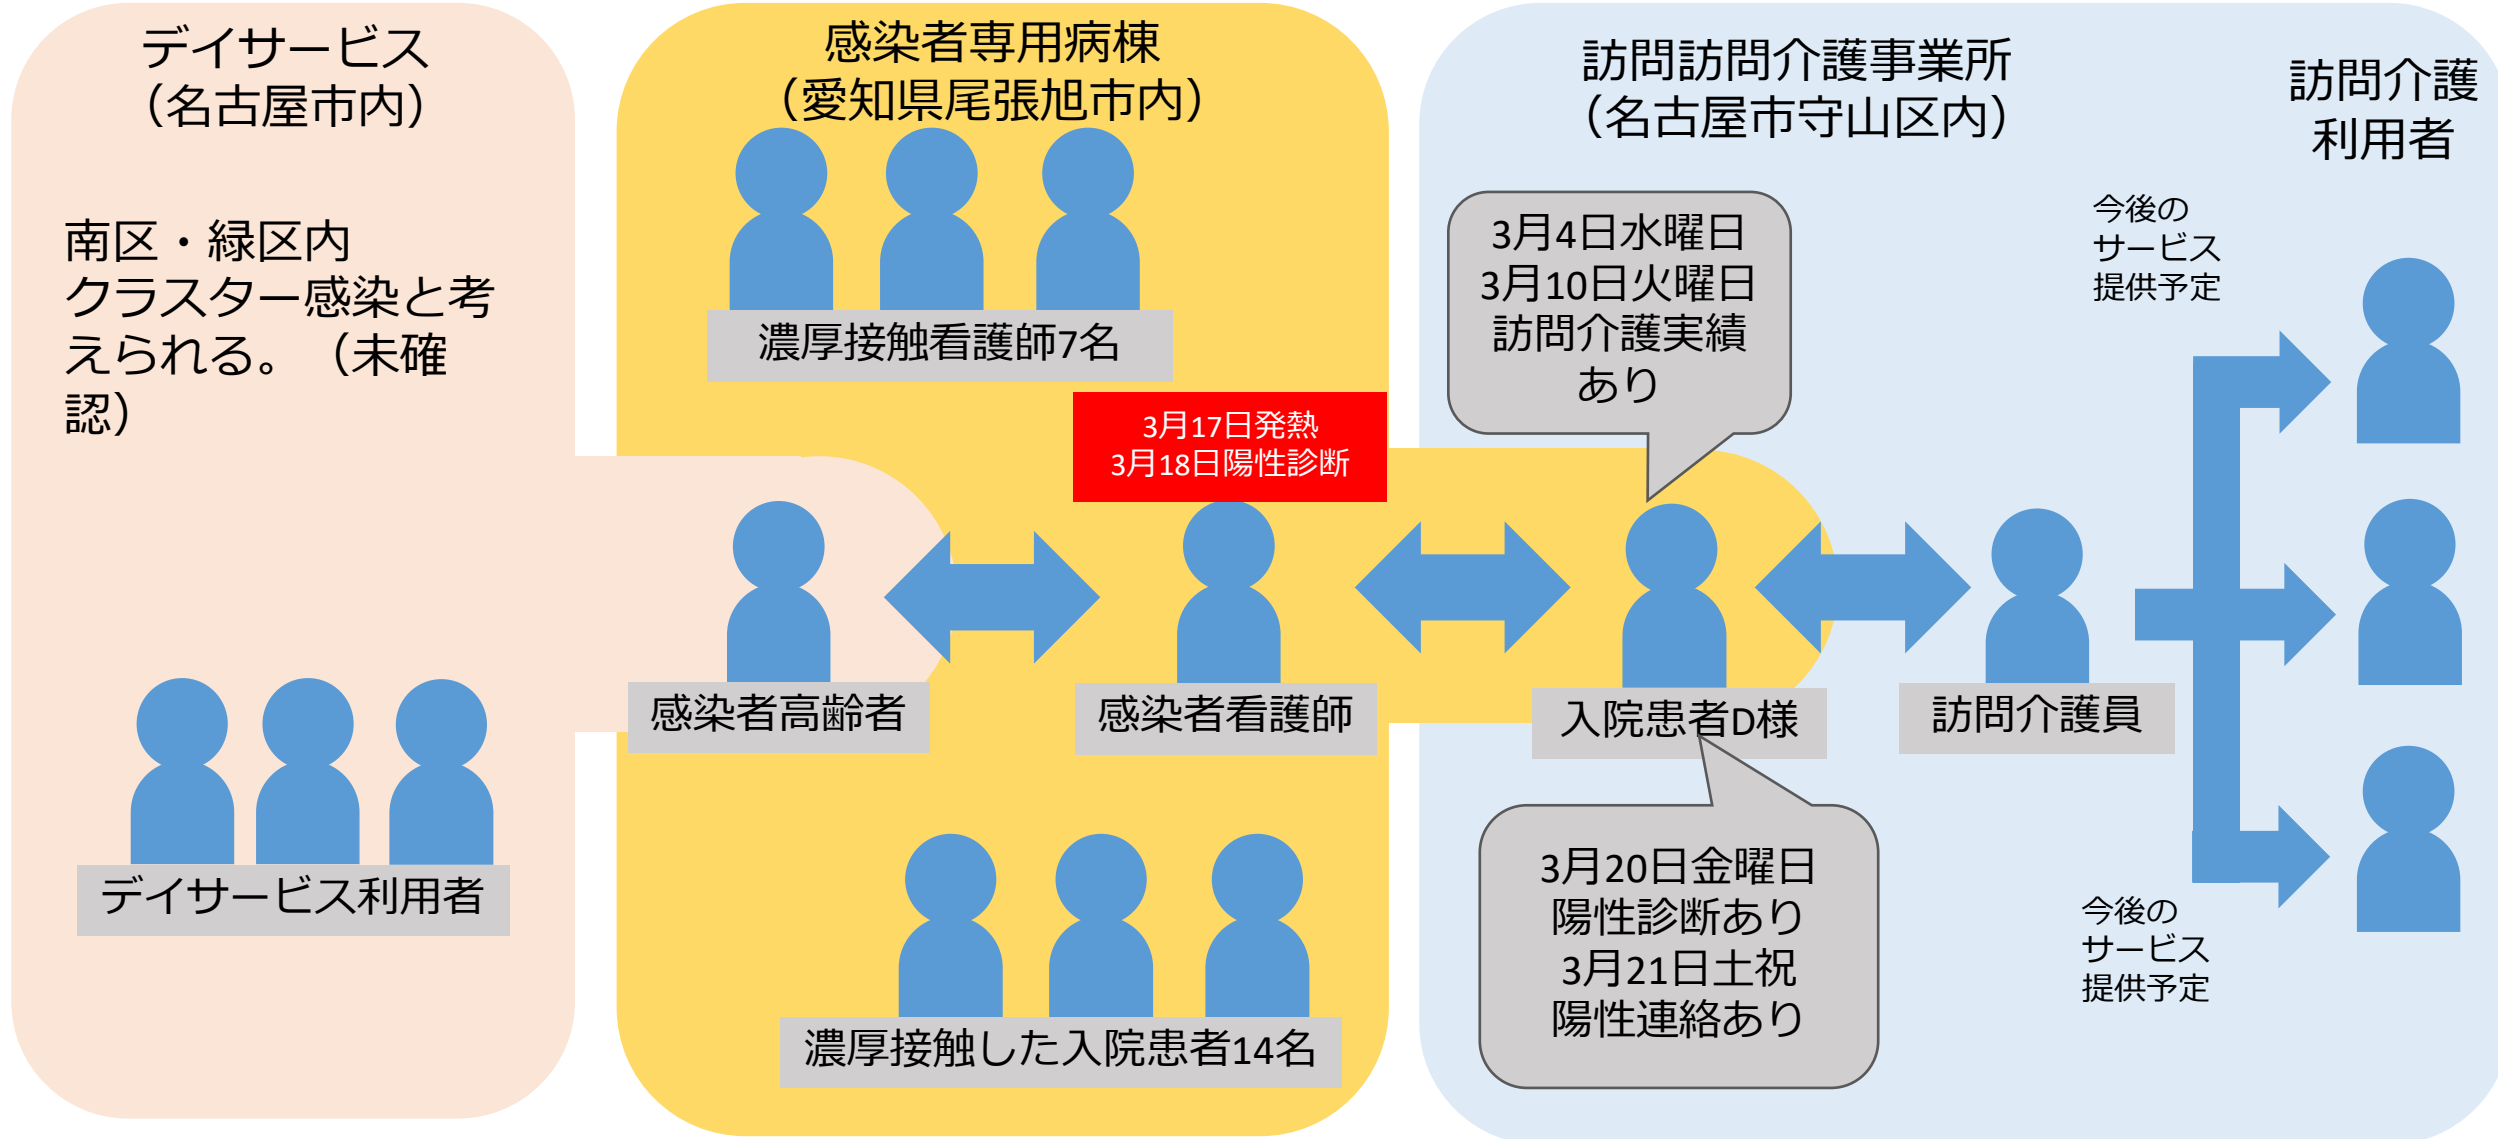 デイサービス
（名古屋市内）
南区・緑区内
クラスター感染と考
えられる。（未確
認）
デイサービス利用者
感染者専用病棟
（愛知県尾張旭市内）
濃厚接触看護師7名
3月17日発熱
3月18日陽性診断
感染者高齢者
感染者看護師
濃厚接触した入院患者14名
訪問訪問介護事業所
（名古屋市守山区内）
3月4日水曜日
3月10日火曜日
訪問介護実績
あり
入院患者D様
訪問介護員
3月20日金曜日
陽性診断あり
3月21日土祝
陽性連絡あり
訪問介護
利用者
今後の
サービス
提供予定
今後の
サービス
提供予定